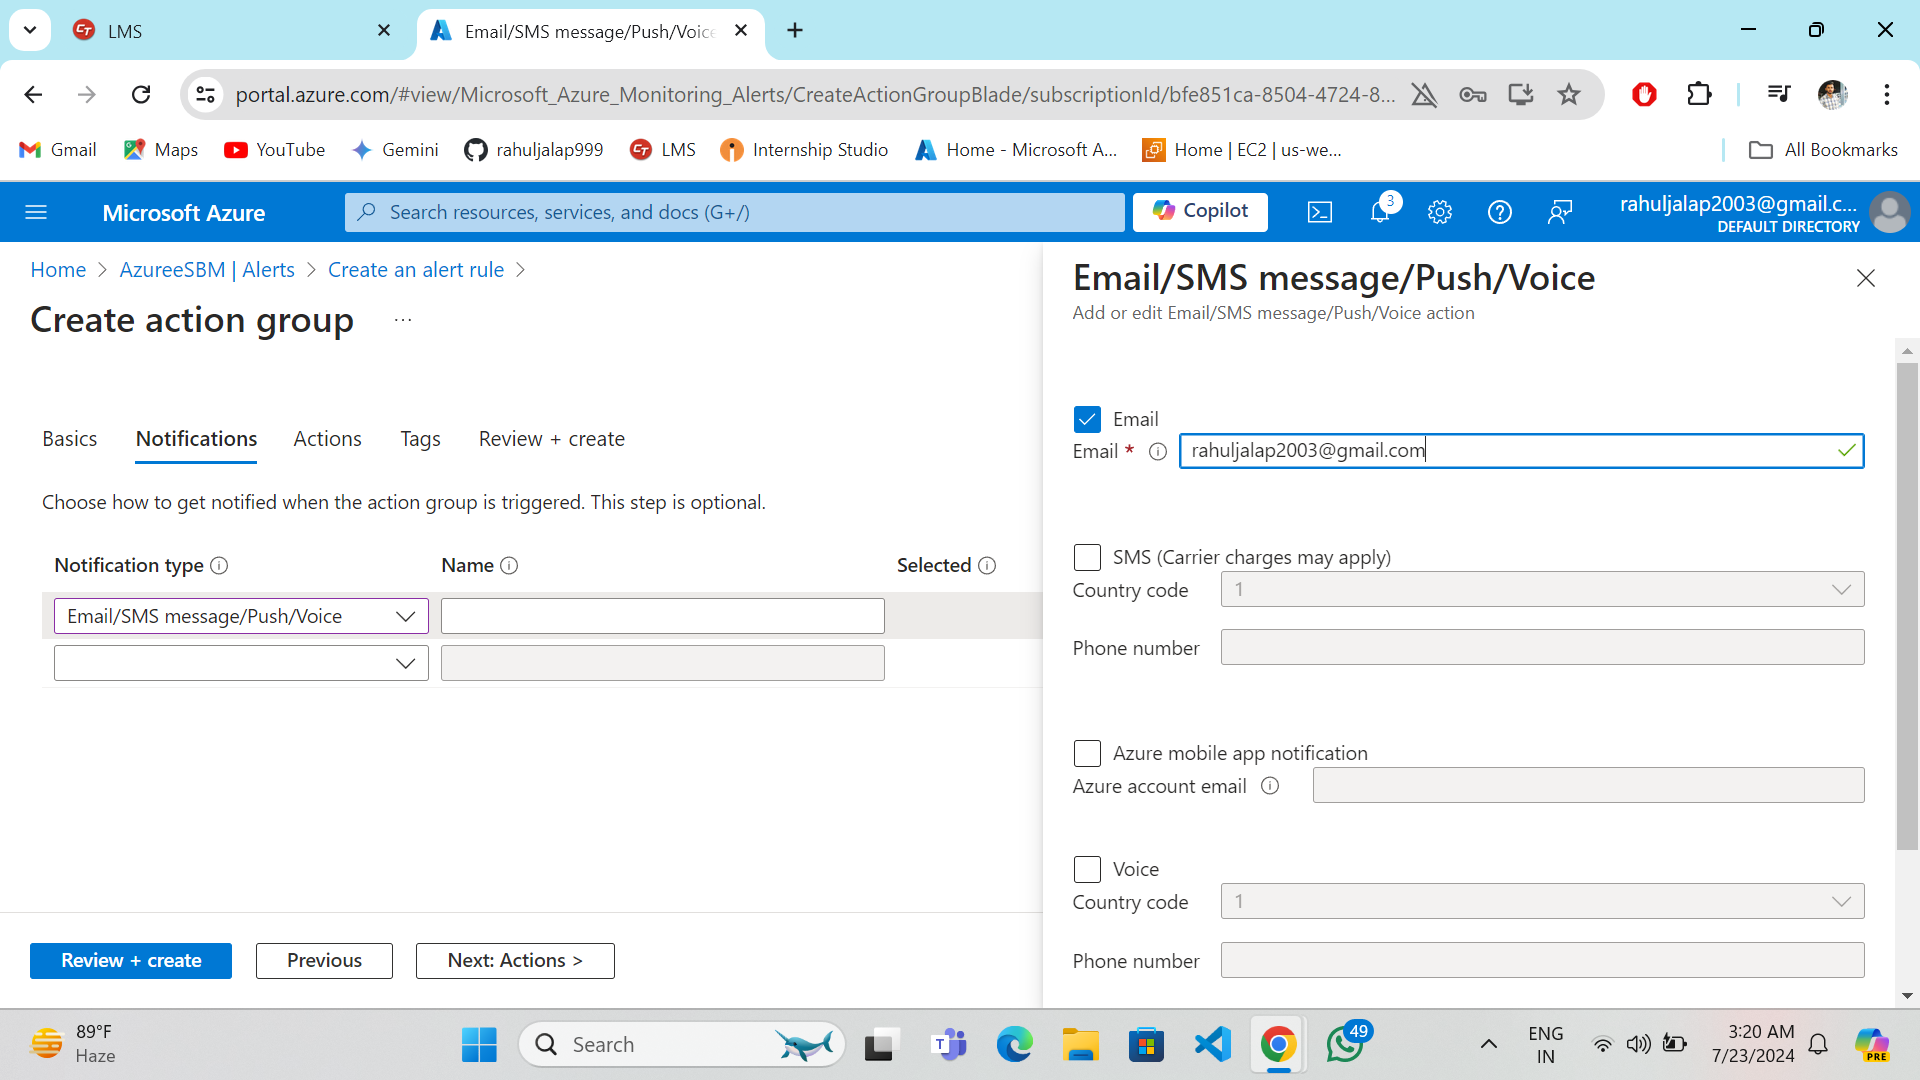 LMS
Email/SMS message/Push/Voice
portal.azure.com/#view/Microsoft_Azure_Monitoring_Alerts/CreateActionGroupBlade/subscriptionId/bfe851ca-8504-4724-8...
Gmail
Maps
YouTube
Gemini
rahuljalap999
LMS
Internship Studio
Home - Microsoft A...
Home | EC2 | us-we...
All Bookmarks
Microsoft Azure
Search resources, services, and docs (G+/)
Copilot
3
rahuljalap2003@gmail.c...
DEFAULT DIRECTORY
Home > AzureeSBM | Alerts > Create an alert rule >
Create action group ...
Basics
Notifications
Actions
Tags
Review + create
Choose how to get notified when the action group is triggered. This step is optional.
Notification type
Name
Selected
Email/SMS message/Push/Voice
Review + create
Previous
Next: Actions >
Email/SMS message/Push/Voice
Add or edit Email/SMS message/Push/Voice action
Email
Email * rahuljalap2003@gmail.com
SMS (Carrier charges may apply)
Country code 1
Phone number
Azure mobile app notification
Azure account email
Voice
Country code 1
Phone number
89°F
Haze
Search
T
49
ENG
IN
3:20 AM
7/23/2024
PRE